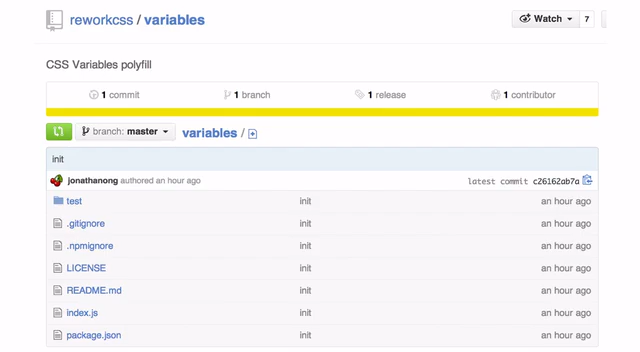 reworkcss / variables
Watch 7
CSS Variables polyfill
1 commit 1 branch 1 release 1 contributor
branch: master variables /
init
jonathanong authored an hour ago latest commit c26162ab7a
test init an hour ago
.gitignore init an hour ago
.npmignore init an hour ago
LICENSE init an hour ago
README.md init an hour ago
index.js init an hour ago
package.json init an hour ago